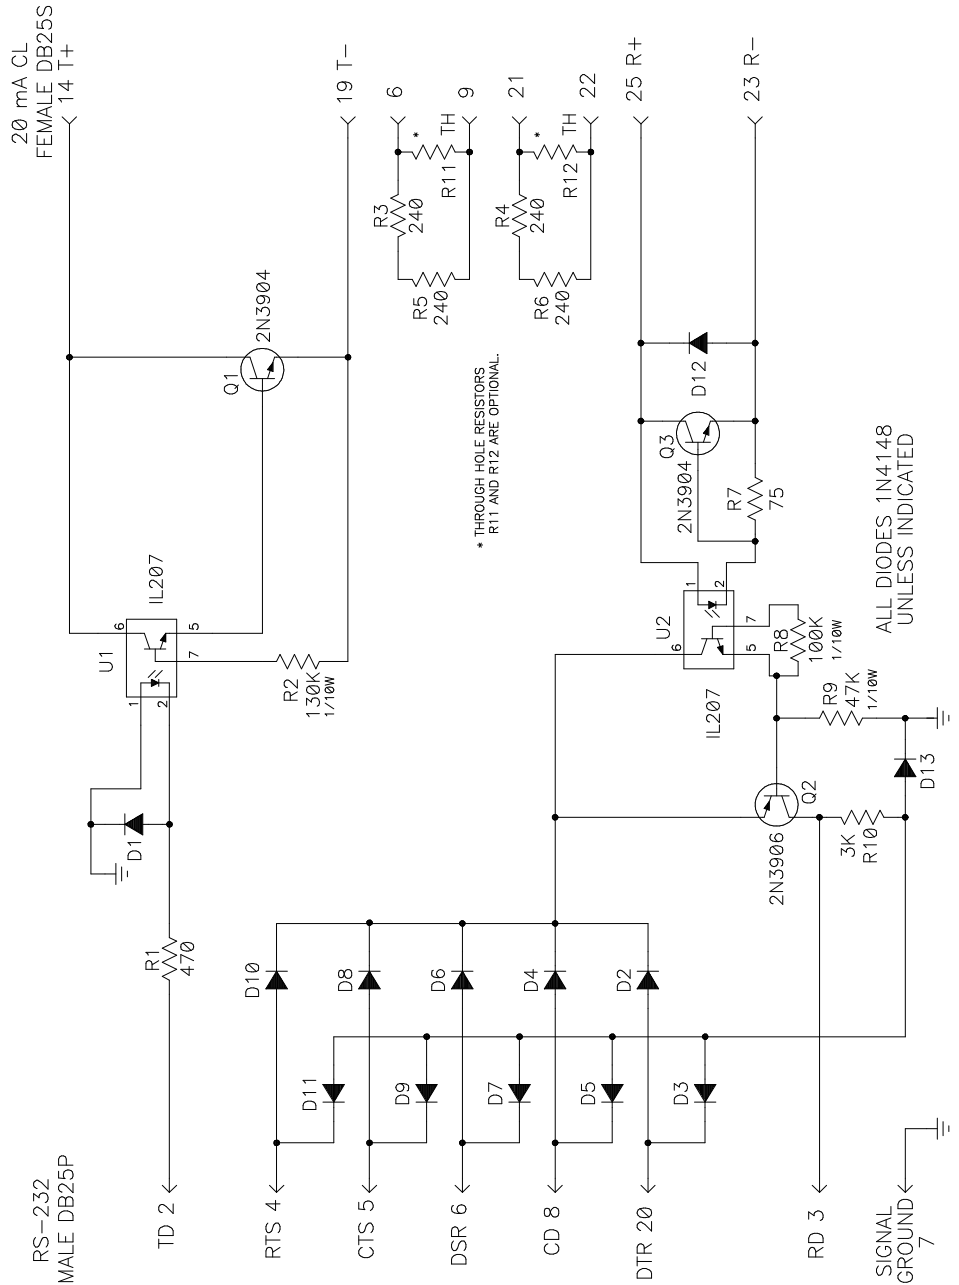 RS-232
MALE DB25P
TD 2
RTS 4
CTS 5
DSR 6
CD 8
DTR 20
RD 3
SIGNAL
GROUND
7
R1
470
D1
D10
D11
D8
D9
D6
D7
D4
D5
D2
D3
1
2
U1
6
5
7
IL207
R2
130K
1/10W
Q1
2N3904
20 mA CL
FEMALE DB25S
14 T+
19 T-
R3
240
R5
240
*
R11
TH
6
9
R4
240
R6
240
*
R12
TH
21
22
* THROUGH HOLE RESISTORS
R11 AND R12 ARE OPTIONAL.
25 R+
23 R-
D12
Q3
2N3904
R7
75
U2
1
2
6
5
7
IL207
R8
100K
1/10W
R9
47K
1/10W
Q2
2N3906
3K
R10
D13
ALL DIODES 1N4148
UNLESS INDICATED